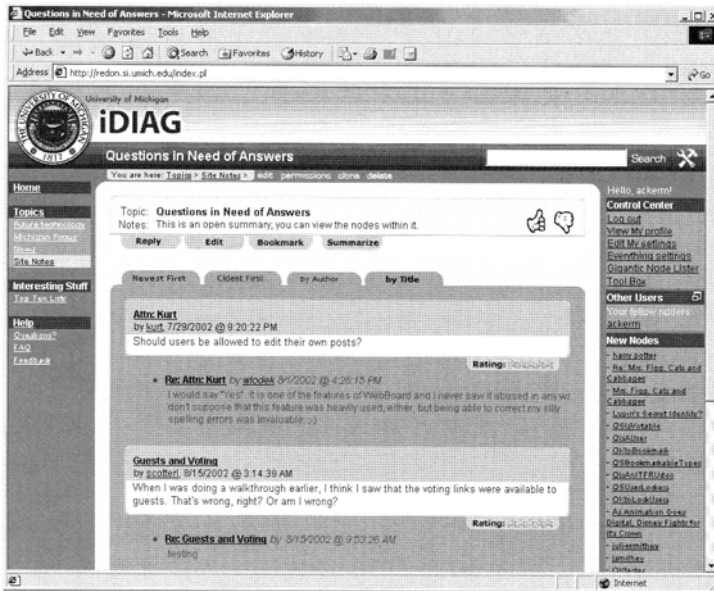 Questions in Need of Answers - Microsoft Internet Explorer
File Edit View Favorites Tools Help
Back Search Favorites History
Address http://redon.si.umich.edu/index.pl Go
University of Michigan
iDIAG
THE UNIVERSITY OF MICHIGAN
1817
Questions in Need of Answers
Search
You are here: Topics > Site Notes > edit permissions clone delete
Home
Topics
Future technology
Michigan Focus
News
Site Notes
Interesting Stuff
Top Ten Lists
Help
Questions?
FAQ
Feedback
Topic: Questions in Need of Answers
Notes: This is an open summary, you can view the nodes within it.
Reply Edit Bookmark Summarize
Newest First Oldest First by Author by Title
Attn: Kurt
by kurt, 7/29/2002 @ 9:20:22 PM
Should users be allowed to edit their own posts?
Rating:
Re: Attn: Kurt by wlodek 8/1/2002 @ 4:26:15 PM
I would say "Yes". It is one of the features of WebBoard and I never saw it abused in any
don't suppose that this feature was heavily used, either, but being able to correct my silly
spelling errors was invaluable ;-)
Guests and Voting
by scotterl, 8/15/2002 @ 3:14:39 AM
When I was doing a walkthrough earlier, I think I saw that the voting links were available to
guests. That's wrong, right? Or am I wrong?
Rating:
Re: Guests and Voting by 8/15/2002 @ 9:53:26 AM
testing
Hello, ackerm!
Control Center
Log out
View My profile
Edit My settings
Everything settings
Gigantic Node Lister
Tool Box
Other Users
Your fellow noders
ackerm
New Nodes
- harry potter
- Re: Mrs. Figg, Cats and
Cabbages
- Mrs. Figg, Cats and
Cabbages
- Lupin's Secret Identity?
- QSIsVotable
- QSBookmarkableTypes
- As Animation Goes
Digital, Disney Fights for
its Crown
Internet